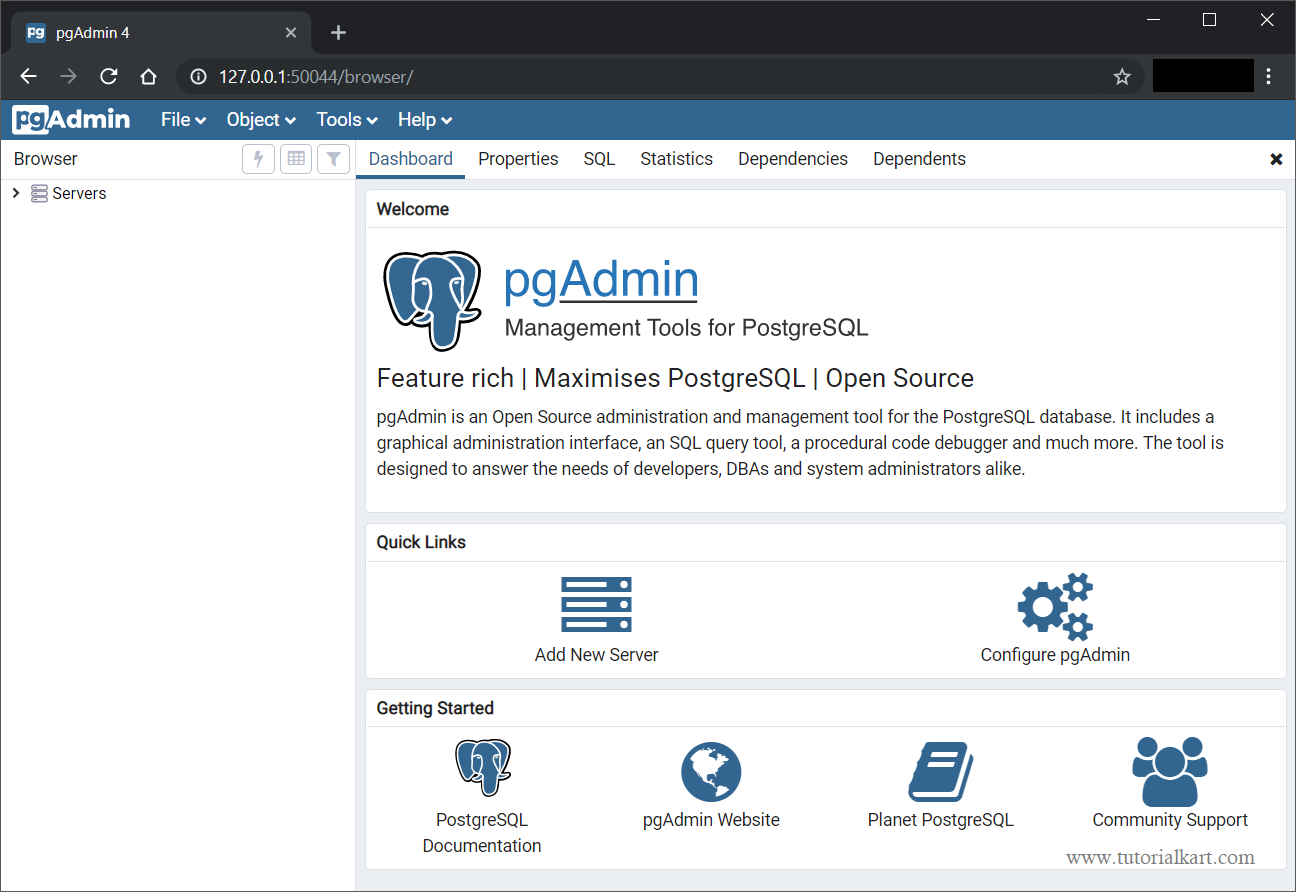 pg pgAdmin 4
127.0.0.1:50044/browser/
pgAdmin File Object Tools Help
Browser Dashboard Properties SQL Statistics Dependencies Dependents
Servers
Welcome
pgAdmin
Management Tools for PostgreSQL
Feature rich | Maximises PostgreSQL | Open Source
pgAdmin is an Open Source administration and management tool for the PostgreSQL database. It includes a
graphical administration interface, an SQL query tool, a procedural code debugger and much more. The tool is
designed to answer the needs of developers, DBAs and system administrators alike.
Quick Links
Add New Server Configure pgAdmin
Getting Started
PostgreSQL
Documentation
pgAdmin Website
Planet PostgreSQL
Community Support
www.tutorialkart.com